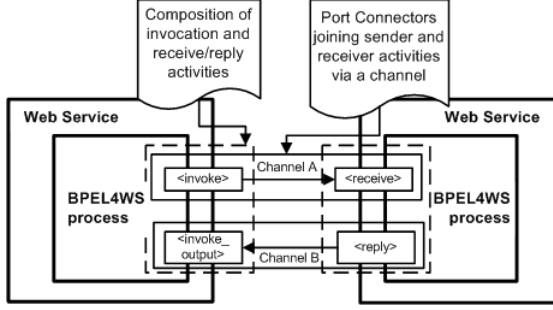 Composition of
invocation and
receive/reply
activities
Port Connectors
joining sender and
receiver activities
via a channel
Web Service
Web Service
Channel A
<invoke>
<receive>
BPEL4WS
process
BPEL4WS
process
<invoke_
output>
<reply>
Channel B